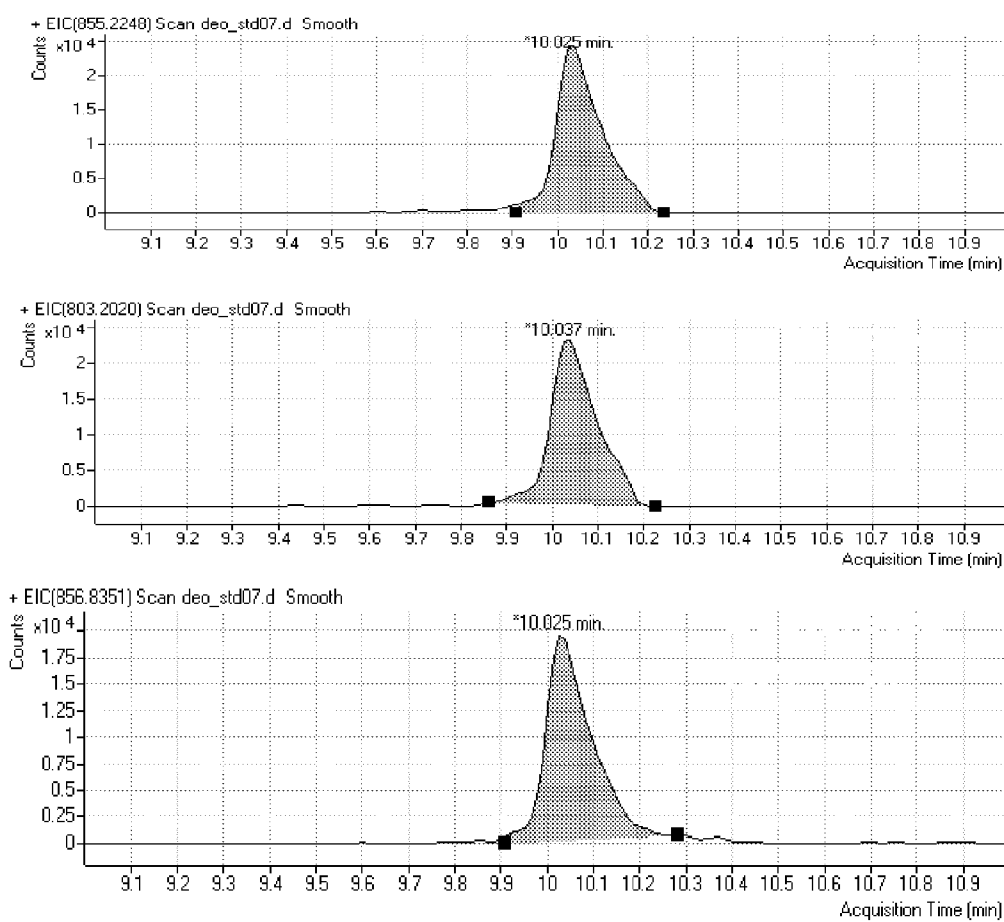 + EIC(855.2248) Scan deo_std07.d Smooth
Counts
x10 4
*10.025 min.
2
1.5
1
0.5
0
9.1 9.2 9.3 9.4 9.5 9.6 9.7 9.8 9.9 10 10.1 10.2 10.3 10.4 10.5 10.6 10.7 10.8 10.9
Acquisition Time (min)
+ EIC(803.2020) Scan deo_std07.d Smooth
Counts
x10 4
*10.037 min.
2
1.5
1
0.5
0
9.1 9.2 9.3 9.4 9.5 9.6 9.7 9.8 9.9 10 10.1 10.2 10.3 10.4 10.5 10.6 10.7 10.8 10.9
Acquisition Time (min)
+ EIC(856.8351) Scan deo_std07.d Smooth
Counts
x10 4
*10.025 min.
1.75
1.5
1.25
1
0.75
0.5
0.25
0
9.1 9.2 9.3 9.4 9.5 9.6 9.7 9.8 9.9 10 10.1 10.2 10.3 10.4 10.5 10.6 10.7 10.8 10.9
Acquisition Time (min)